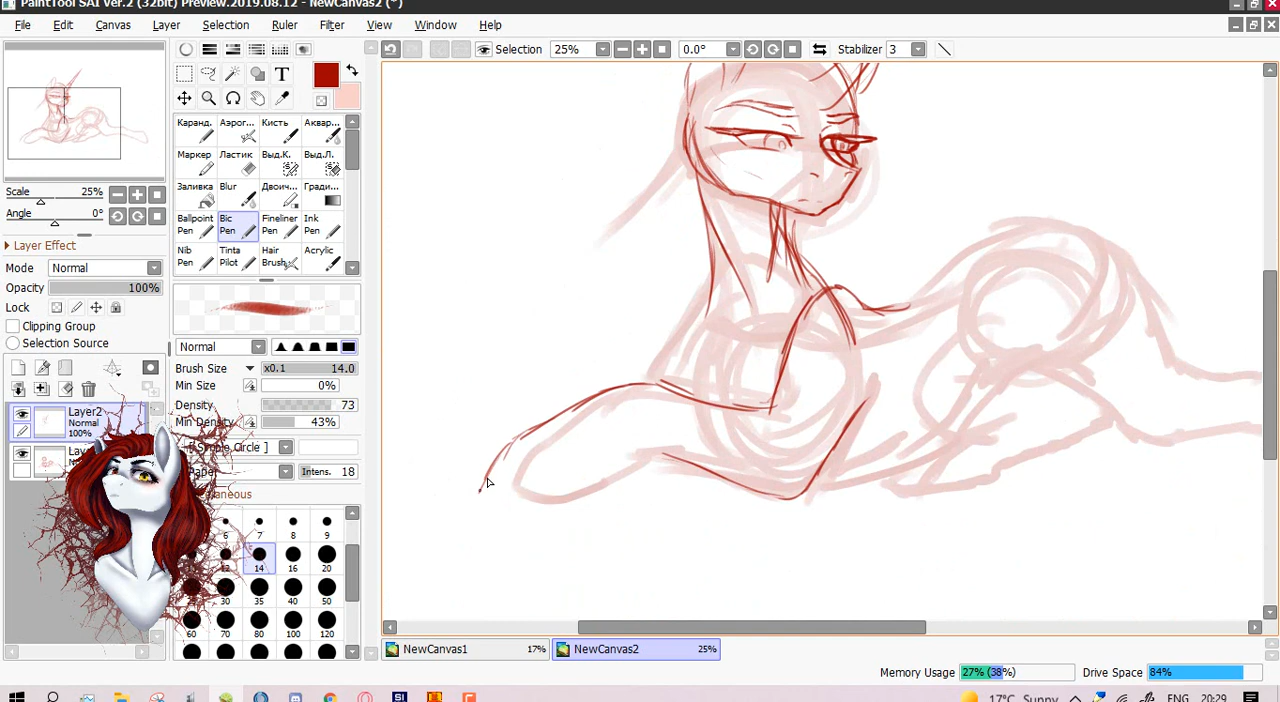 PaintTool SAI Ver.2 (32bit) Preview.2019.08.12 - NewCanvas2 (*)
File Edit Canvas Layer Selection Ruler Filter View Window Help
Selection 25% 0.0° Stabilizer 3
T
Каранд. Аэрог... Кисть Аквар...
Маркер Ластик Выд.К. Выд.Л.
Scale 25%
Заливка Blur Двоич... Гради...
Angle 0°
Ballpoint Pen Bic Pen Fineliner Pen Ink Pen
Layer Effect
Nib Pen Tinta Pilot Hair Brush Acrylic
Mode Normal
Opacity 100%
Lock
Clipping Group
Selection Source
Normal
Brush Size x0.1 14.0
Min Size 0%
Density 73
Min Density 43%
Layer2
Normal
100%
Circle ]
Intens. 18
6 7 8 9
14 16 20
30 35 40 50
60 70 80 100 120
NewCanvas1 17% NewCanvas2 25%
Memory Usage 27% (38%) Drive Space 84%
SI 17°C Sunny ENG 20:29